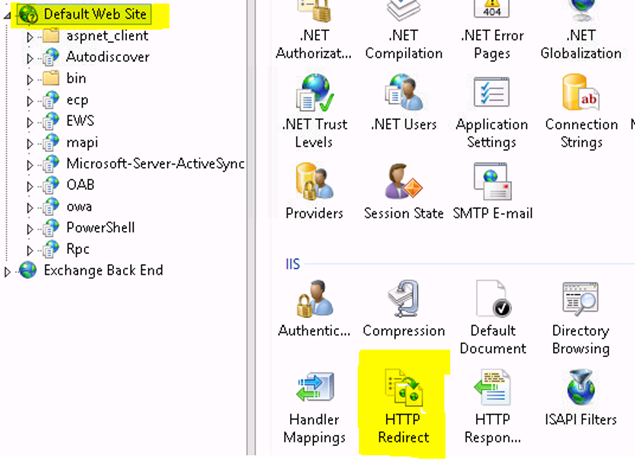 Default Web Site
aspnet_client
Autodiscover
bin
ecp
EWS
mapi
Microsoft-Server-ActiveSync
OAB
owa
PowerShell
Rpc
Exchange Back End
.NET
Authorizat...
.NET
Compilation
404
.NET Error
Pages
.NET
Globalization
.NET Trust
Levels
.NET Users
Application
Settings
ab
Connection
Strings
Providers
Session State
SMTP E-mail
IIS
Authentic...
Compression
Default
Document
Directory
Browsing
Handler
Mappings
HTTP
Redirect
HTTP
Respon...
ISAPI Filters